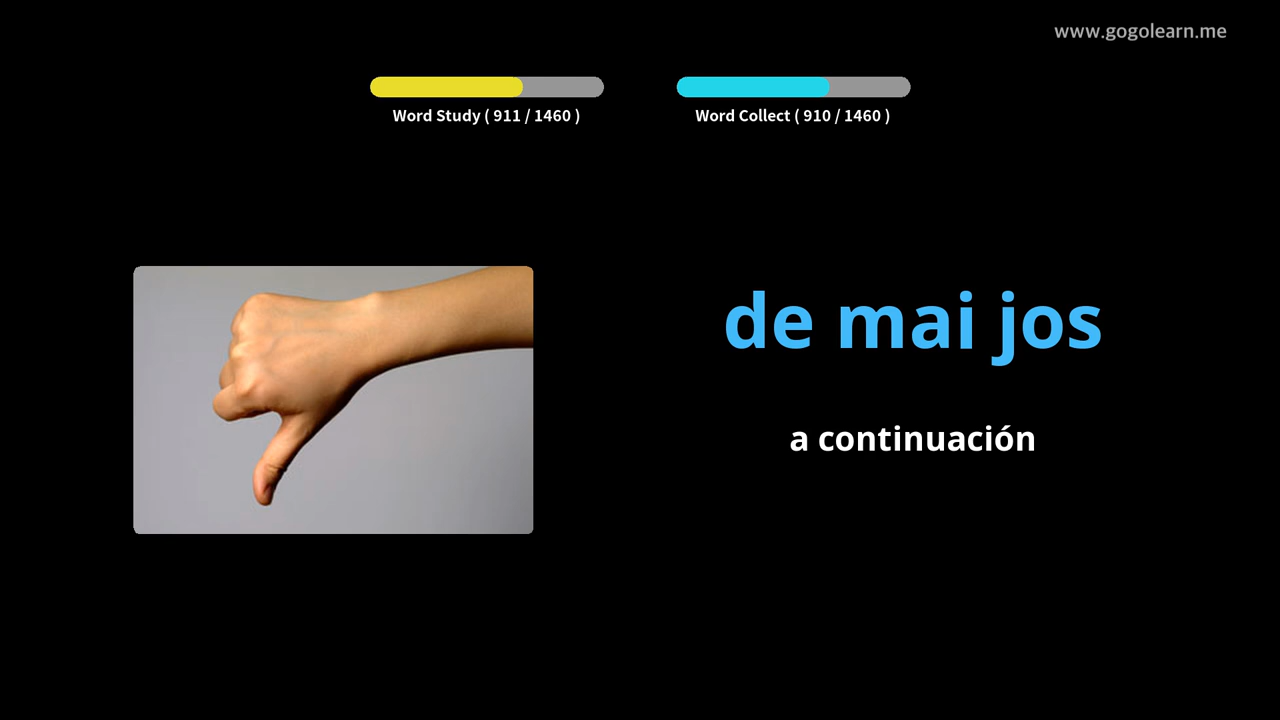 www.gogolearn.me
Word Study ( 911 / 1460 )
Word Collect ( 910 / 1460 )
de mai jos
a continuación